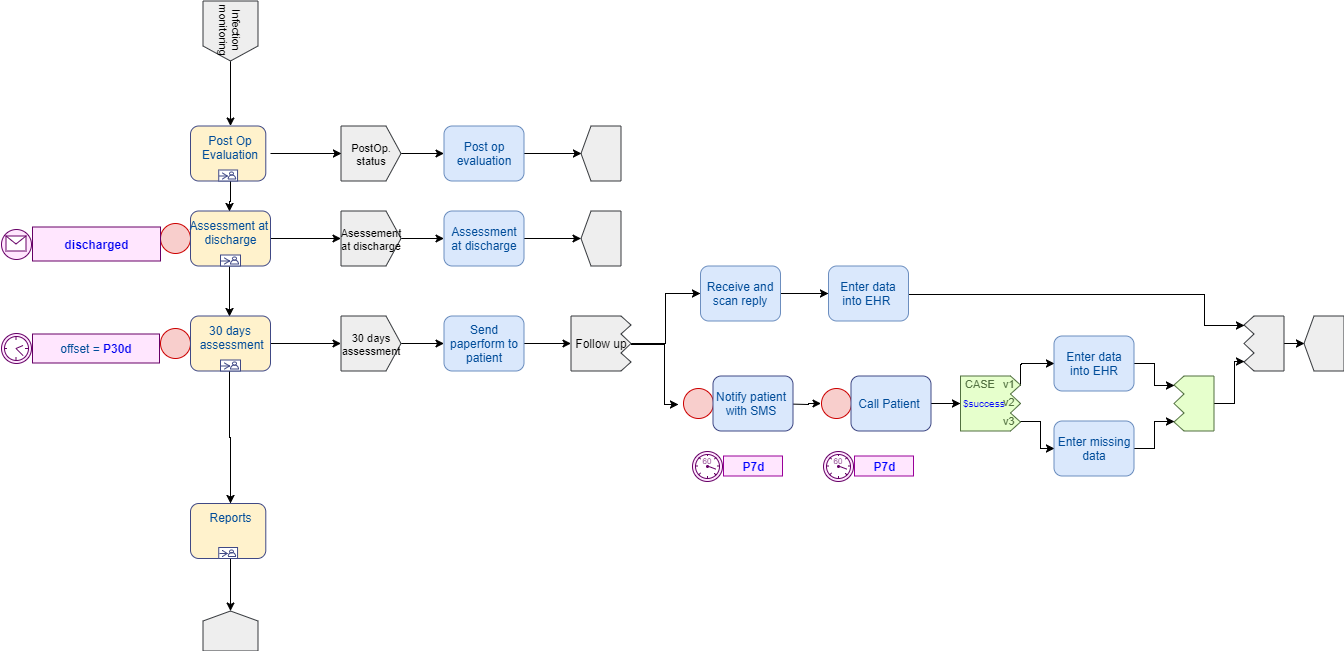 Infection
monitoring
Post Op
Evaluation
PostOp.
status
Post op
evaluation
discharged
Assessment at
discharge
Asessement
at discharge
Assessment
at discharge
Receive and
scan reply
Enter data
into EHR
offset = P30d
30 days
assessment
30 days
assessment
Send
paperform to
patient
Follow up
Enter data
into EHR
Notify patient
with SMS
Call Patient
CASE v1
$success v2
v3
Enter missing
data
60
P7d
60
P7d
Reports